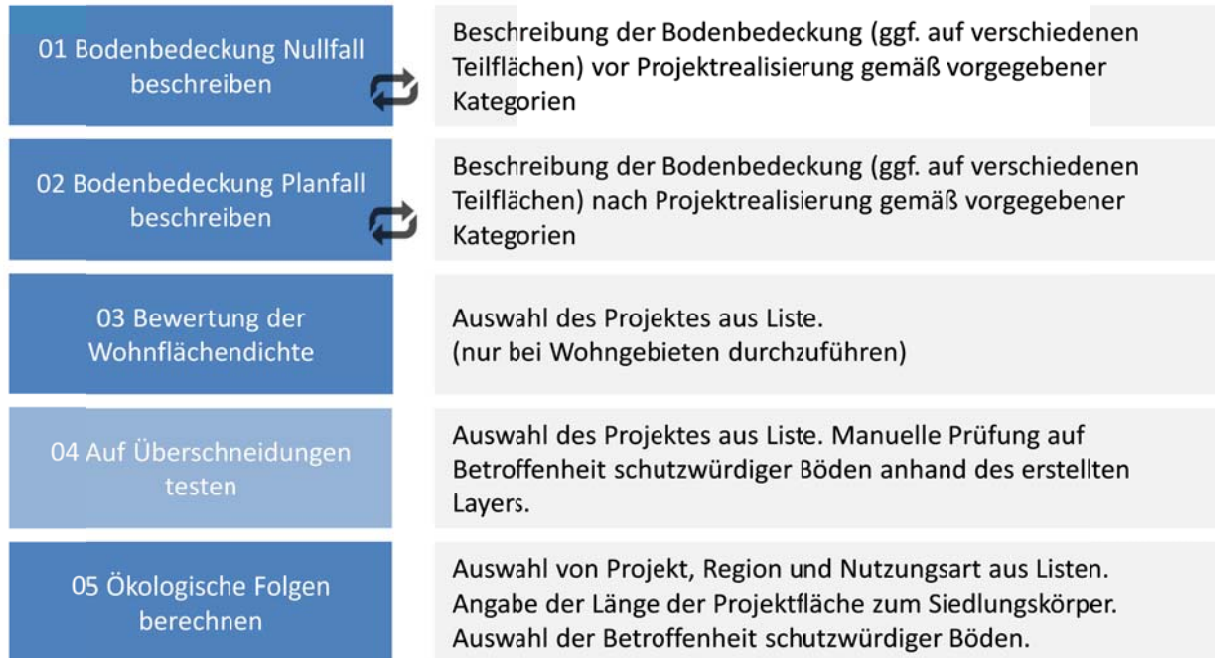 01 Bodenbedeckung Nullfall
beschreiben
Beschreibung der Bodenbedeckung (ggf. auf verschiedenen
Teilflächen) vor Projektrealisierung gemäß vorgegebener
Kategorien
02 Bodenbedeckung Planfall
beschreiben
Beschreibung der Bodenbedeckung (ggf. auf verschiedenen
Teilflächen) nach Projektrealisierung gemäß vorgegebener
Kategorien
03 Bewertung der
Wohnflächendichte
Auswahl des Projektes aus Liste.
(nur bei Wohngebieten durchzuführen)
04 Auf Überschneidungen
testen
Auswahl des Projektes aus Liste. Manuelle Prüfung auf
Betroffenheit schutzwürdiger Böden anhand des erstellten
Layers.
05 Ökologische Folgen
berechnen
Auswahl von Projekt, Region und Nutzungsart aus Listen.
Angabe der Länge der Projektfläche zum Siedlungskörper.
Auswahl der Betroffenheit schutzwürdiger Böden.